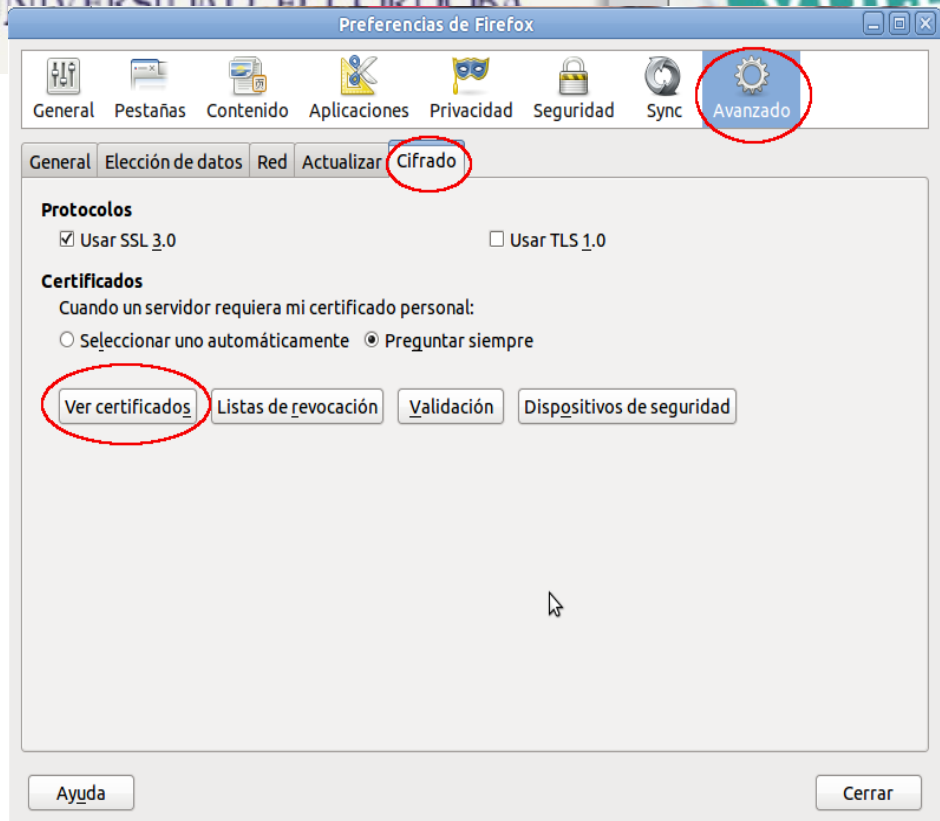 Preferencias de Firefox
General Pestañas Contenido Aplicaciones Privacidad Seguridad Sync Avanzado
General Elección de datos Red Actualizar Cifrado
Protocolos
Usar SSL 3.0 Usar TLS 1.0
Certificados
Cuando un servidor requiera mi certificado personal:
Seleccionar uno automáticamente Preguntar siempre
Ver certificados Listas de revocación Validación Dispositivos de seguridad
Ayuda Cerrar